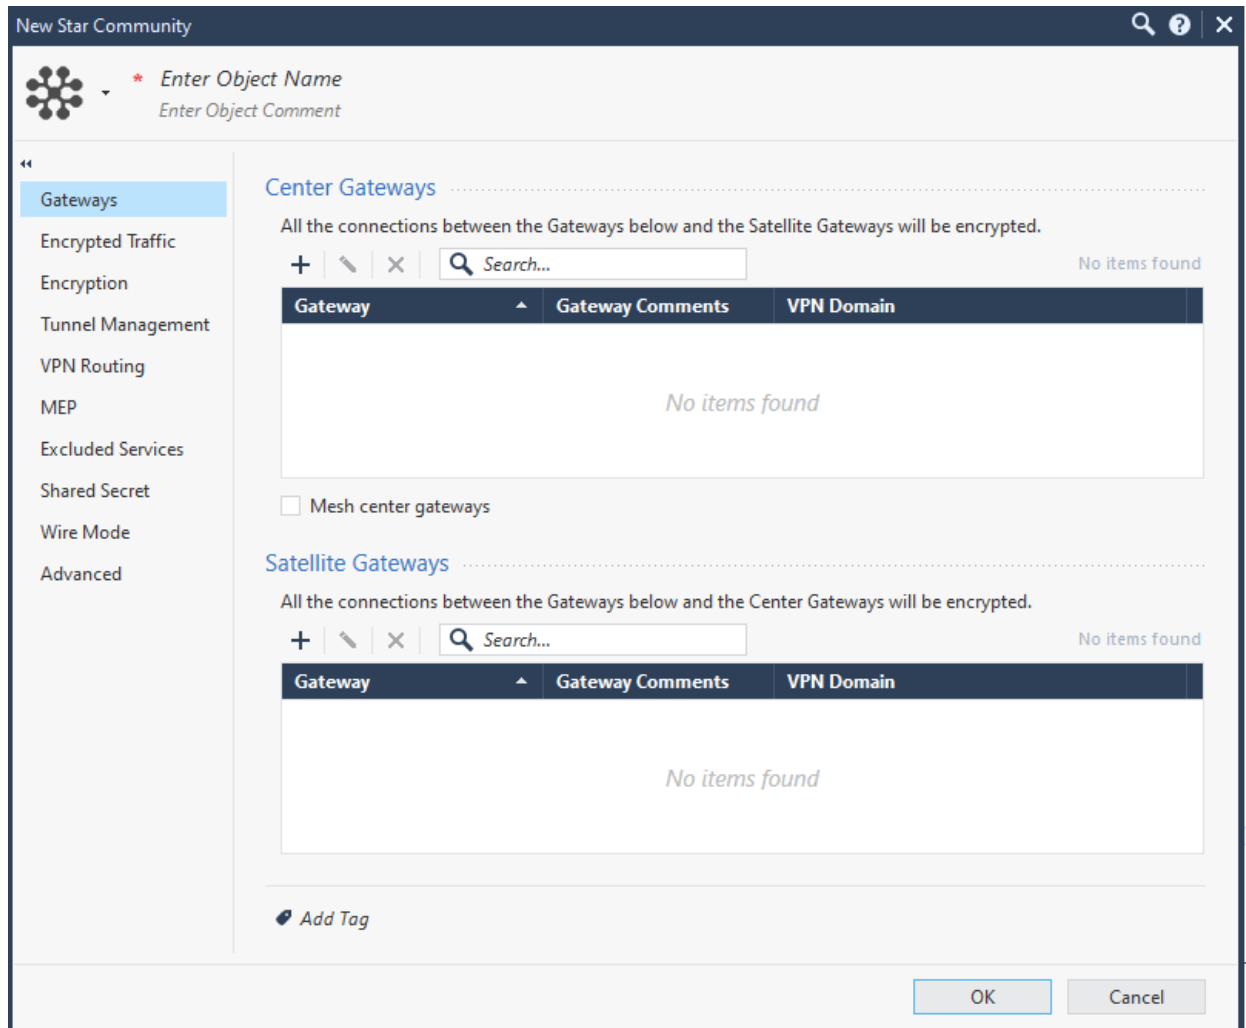 New Star Community
* Enter Object Name
Enter Object Comment
Gateways
Encrypted Traffic
Encryption
Tunnel Management
VPN Routing
MEP
Excluded Services
Shared Secret
Wire Mode
Advanced
Center Gateways
All the connections between the Gateways below and the Satellite Gateways will be encrypted.
Search... No items found
Gateway Gateway Comments VPN Domain
No items found
Mesh center gateways
Satellite Gateways
All the connections between the Gateways below and the Center Gateways will be encrypted.
Search... No items found
Gateway Gateway Comments VPN Domain
No items found
Add Tag
OK Cancel